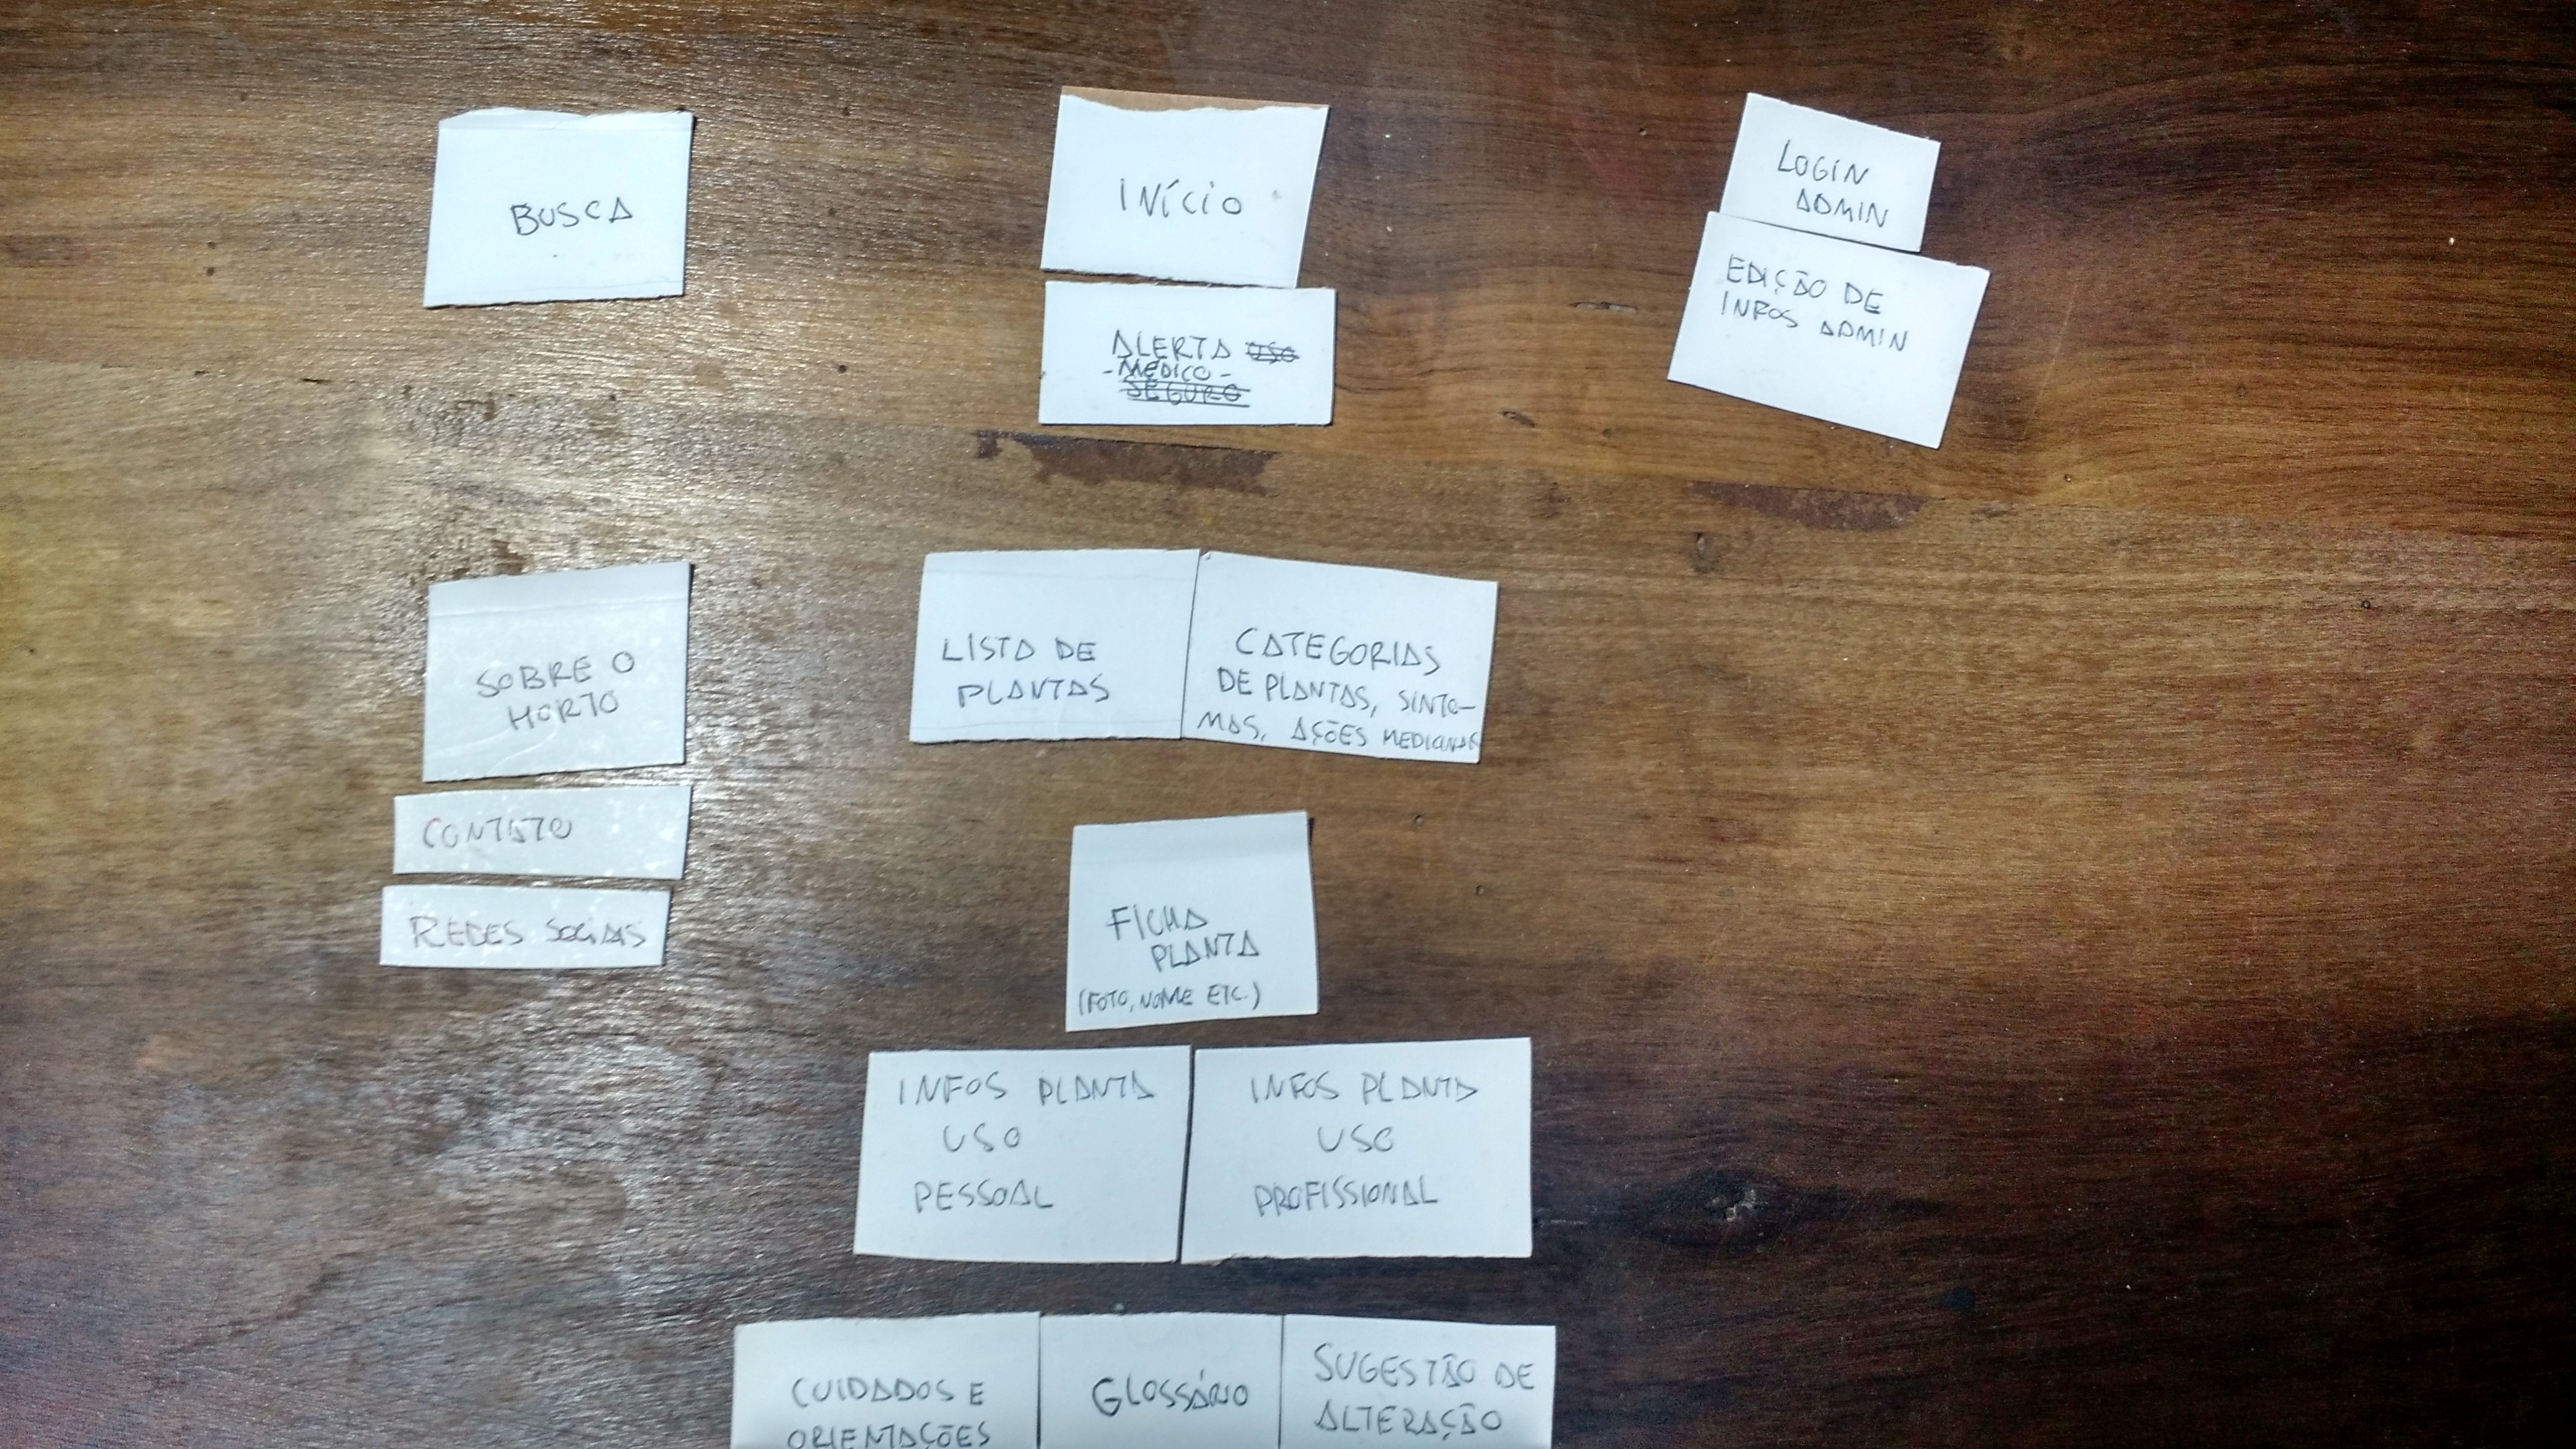 BUSCA
INÍCIO
ALERTA USO
- MÉDICO -
SEGURO
LOGIN
ADMIN
EDIÇÃO DE
INFOS ADMIN
SOBRE O
HORTO
CONTATO
REDES SOCIAIS
LISTA DE
PLANTAS
CATEGORIAS
DE PLANTAS, SINTO-
MAS, AÇÕES MEDICINAIS
FICHA
PLANTA
(FOTO, NOME ETC.)
INFOS PLANTA
USO
PESSOAL
INFOS PLANTA
USO
PROFISSIONAL
CUIDADOS E
ORIENTAÇÕES
GLOSSÁRIO
SUGESTÃO DE
ALTERAÇÃO